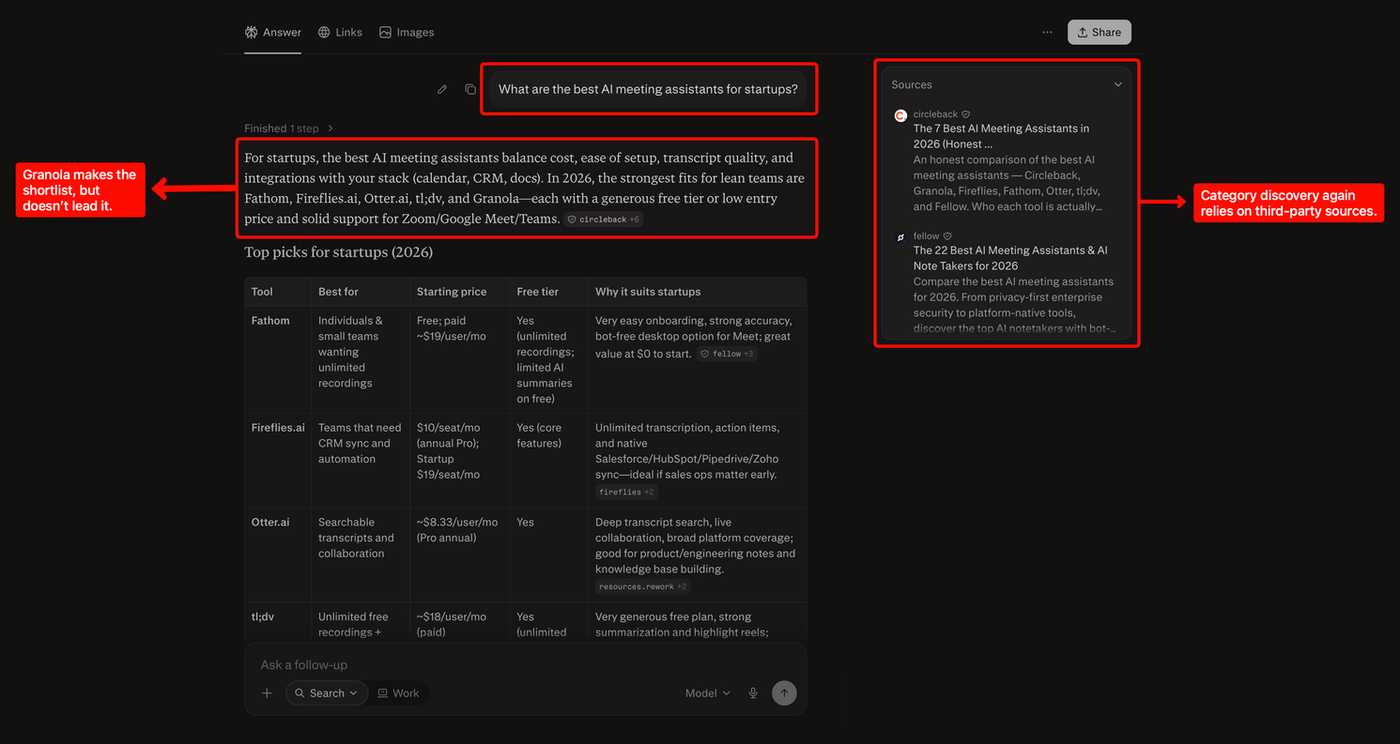 Answer
Links
Images
Share
What are the best AI meeting assistants for startups?
Finished 1 step
For startups, the best AI meeting assistants balance cost, ease of setup, transcript quality, and
integrations with your stack (calendar, CRM, docs). In 2026, the strongest fits for lean teams are
Fathom, Fireflies.ai, Otter.ai, tl;dv, and Granola—each with a generous free tier or low entry
price and solid support for Zoom/Google Meet/Teams. circleback +6
Granola makes the
shortlist, but
doesn't lead it.
Sources
circleback
The 7 Best AI Meeting Assistants in
2026 (Honest ...
An honest comparison of the best AI
meeting assistants — Circleback,
Granola, Fireflies, Fathom, Otter, tl;dv,
and Fellow. Who each tool is actually...
fellow
The 22 Best AI Meeting Assistants & AI
Note Takers for 2026
Compare the best AI meeting assistants
for 2026. From privacy-first enterprise
security to platform-native tools,
discover the top AI notetakers with bot-...
Category discovery again
relies on third-party sources.
Top picks for startups (2026)
Tool Best for Starting price Free tier Why it suits startups
Fathom
Individuals &
small teams
wanting
unlimited
recordings
Free; paid
~$19/user/mo
Yes
(unlimited
recordings;
limited AI
summaries
on free)
Very easy onboarding, strong accuracy,
bot-free desktop option for Meet; great
value at $0 to start. fellow +3
Fireflies.ai
Teams that need
CRM sync and
automation
$10/seat/mo
(annual Pro);
Startup
$19/seat/mo
Yes (core
features)
Unlimited transcription, action items,
and native
Salesforce/HubSpot/Pipedrive/Zoho
sync—ideal if sales ops matter early.
fireflies +2
Otter.ai
Searchable
transcripts and
collaboration
~$8.33/user/mo
(Pro annual)
Yes
Deep transcript search, live
collaboration, broad platform coverage;
good for product/engineering notes and
knowledge base building.
resources.rework +2
tl;dv
Unlimited free
recordings +
~$18/user/mo
(paid)
Yes
(unlimited
Very generous free plan, strong
summarization and highlight reels;
Ask a follow-up
Search
Work
Model